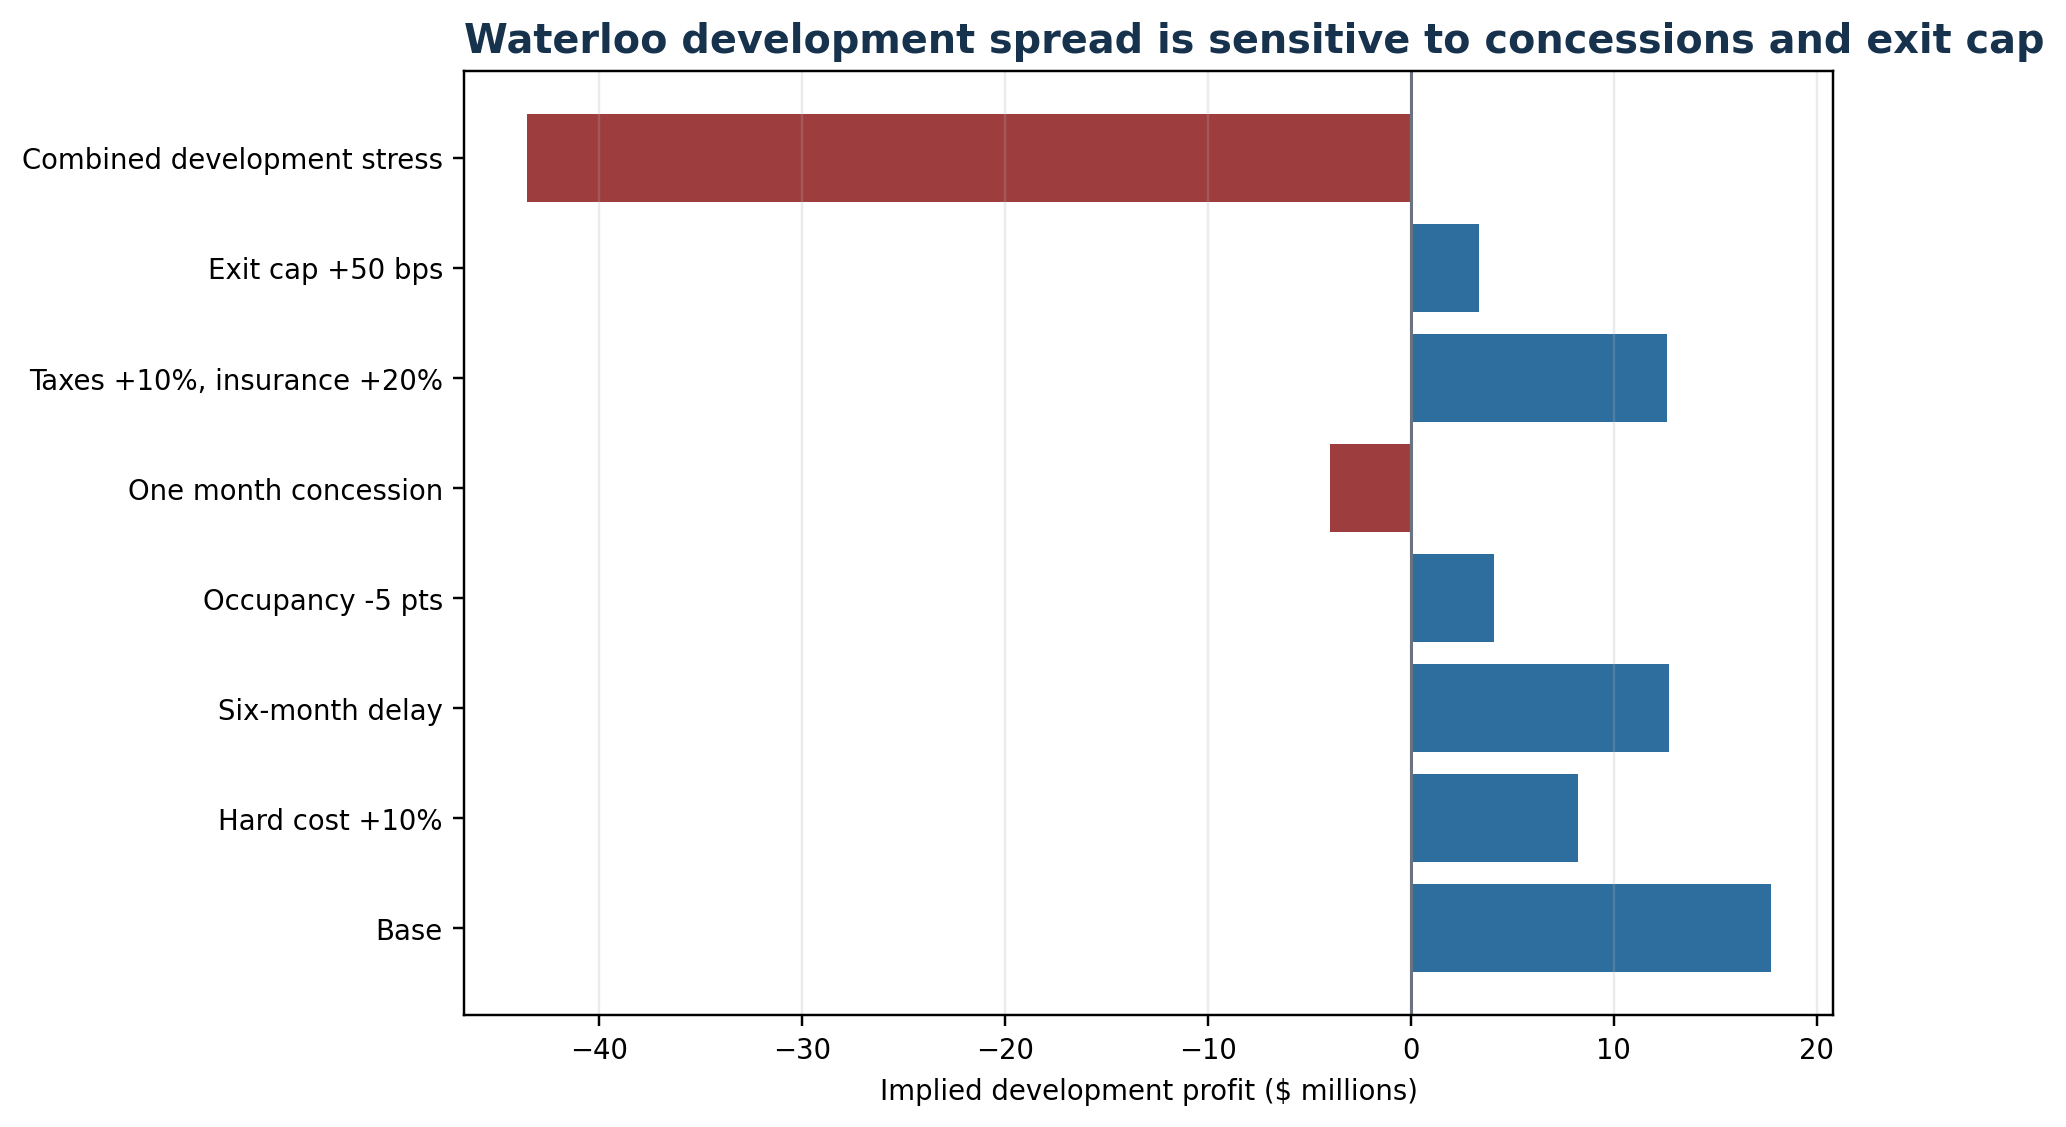 Waterloo development spread is sensitive to concessions and exit cap
Combined development stress
Exit cap +50 bps
Taxes +10%, insurance +20%
One month concession
Occupancy -5 pts
Six-month delay
Hard cost +10%
Base
−40 −30 −20 −10 0 10 20
Implied development profit ($ millions)